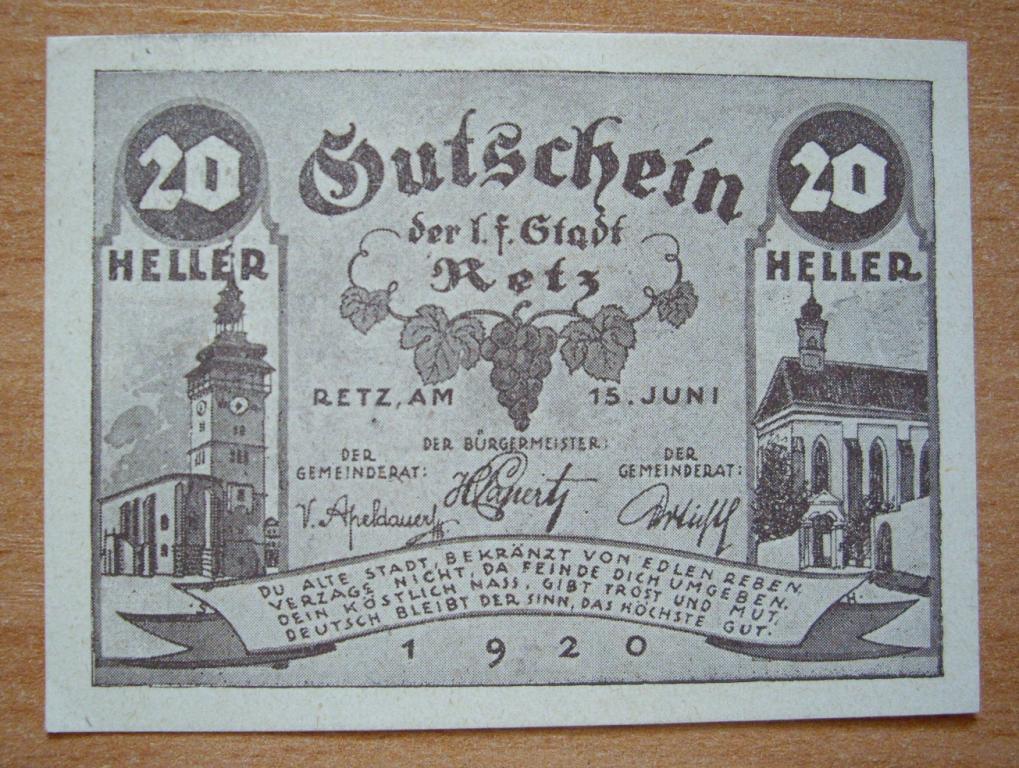 20
HELLER
20
HELLER
Gutschein
der l. f. Stadt
Retz
RETZ, AM 15. JUNI
DER BÜRGERMEISTER:
DER
GEMEINDERAT:
DER
GEMEINDERAT:
V. Apeldauer
DU ALTE STADT, BEKRÄNZT VON EDLEN REBEN,
VERZAGE NICHT, DA FEINDE DICH UMGEBEN.
DEIN KÖSTLICH NASS, GIBT TROST UND MUT.
DEUTSCH BLEIBT DER SINN, DAS HÖCHSTE GUT.
1920